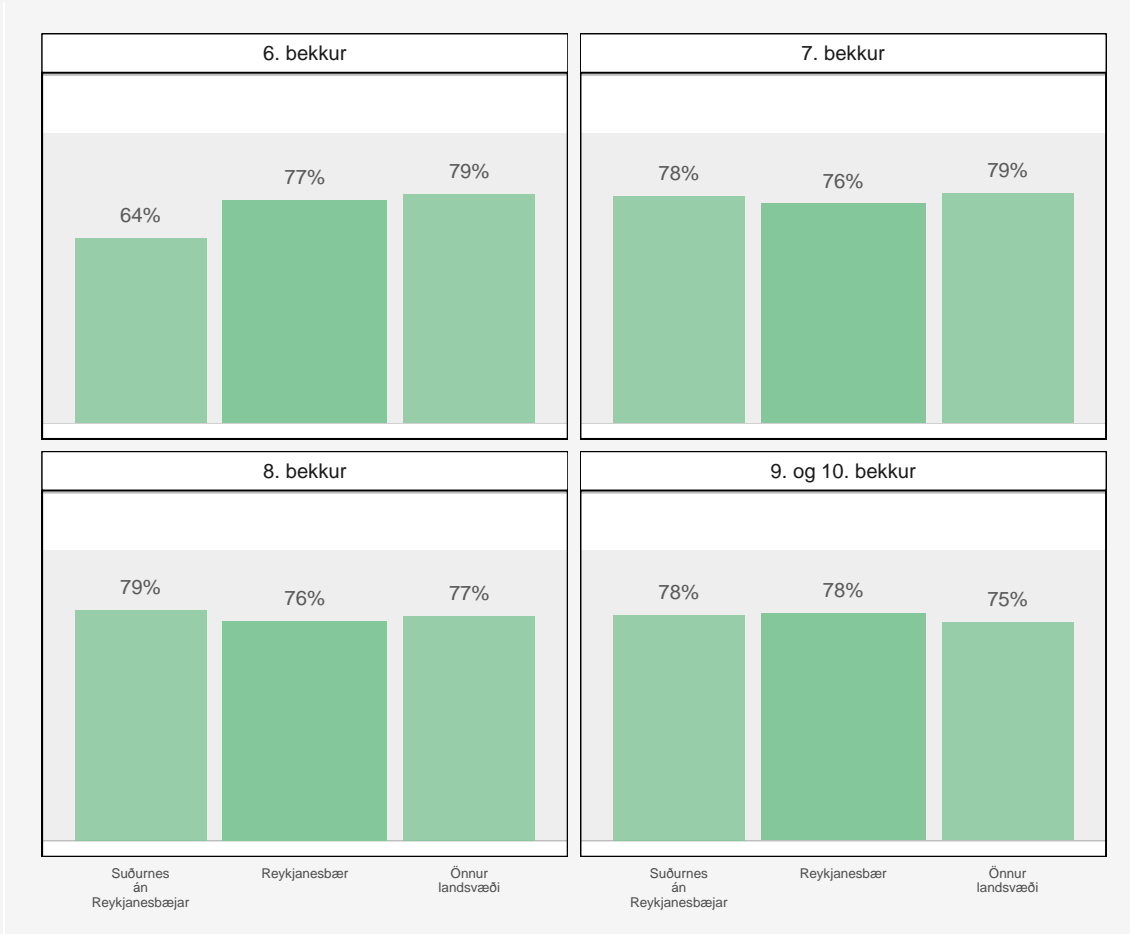 6. bekkur
64%
77%
79%
7. bekkur
78%
76%
79%
8. bekkur
79%
76%
77%
9. og 10. bekkur
78%
78%
75%
Suðurnes
án
Reykjanesbæjar
Reykjanesbær
Önnur
landsvæði
Suðurnes
án
Reykjanesbæjar
Reykjanesbær
Önnur
landsvæði